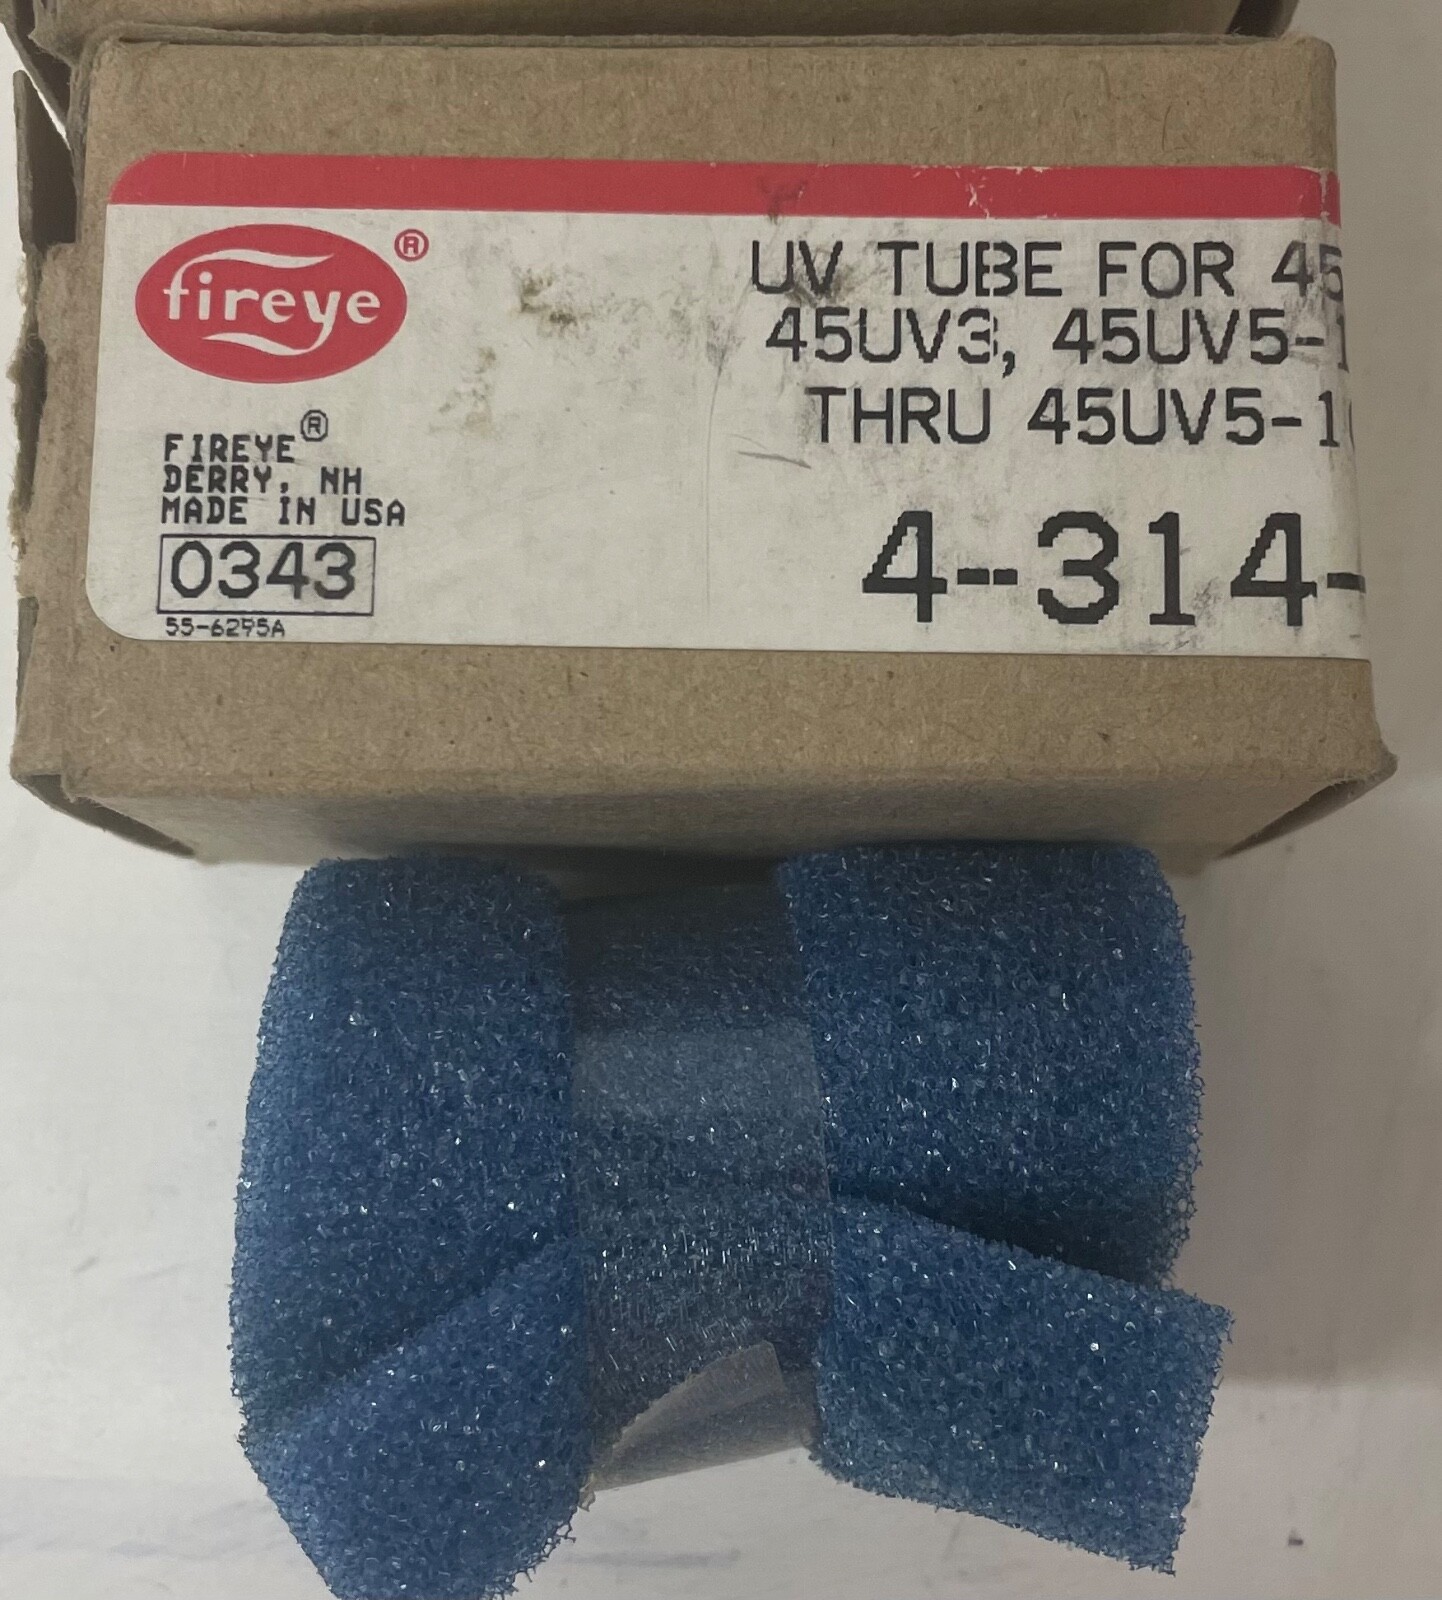 fireye®
UV TUBE FOR 45
45UV3, 45UV5-1
THRU 45UV5-1
4-314-
FIREYE®
DERRY, NH
MADE IN USA
0343
55-6295A